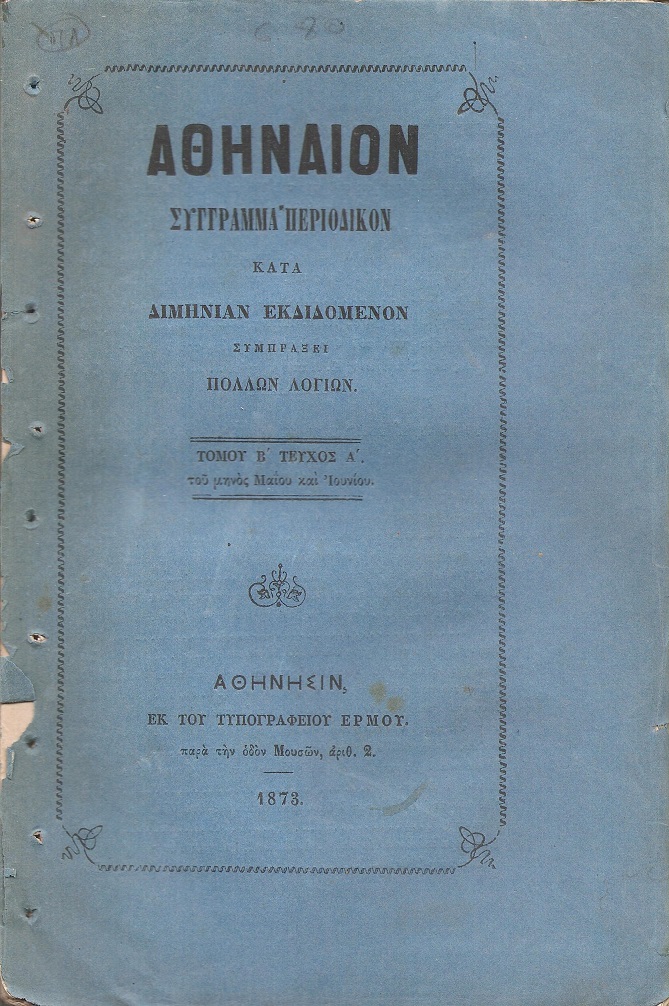 ΑΘΗΝΑΙΟΝ
ΣΥΓΓΡΑΜΜΑ ΠΕΡΙΟΔΙΚΟΝ
ΚΑΤΑ
ΔΙΜΗΝΙΑΝ ΕΚΔΙΔΟΜΕΝΟΝ
ΣΥΜΠΡΑΞΕΙ
ΠΟΛΛΩΝ ΛΟΓΙΩΝ.
ΤΟΜΟΥ Β΄ ΤΕΥΧΟΣ Α΄.
τοῦ μηνὸς Μαΐου καὶ Ἰουνίου.
ΑΘΗΝΗΣΙΝ,
ΕΚ ΤΟΥ ΤΥΠΟΓΡΑΦΕΙΟΥ ΕΡΜΟΥ.
παρὰ τὴν ὁδὸν Μουσῶν, ἀριθ. 2.
1873.